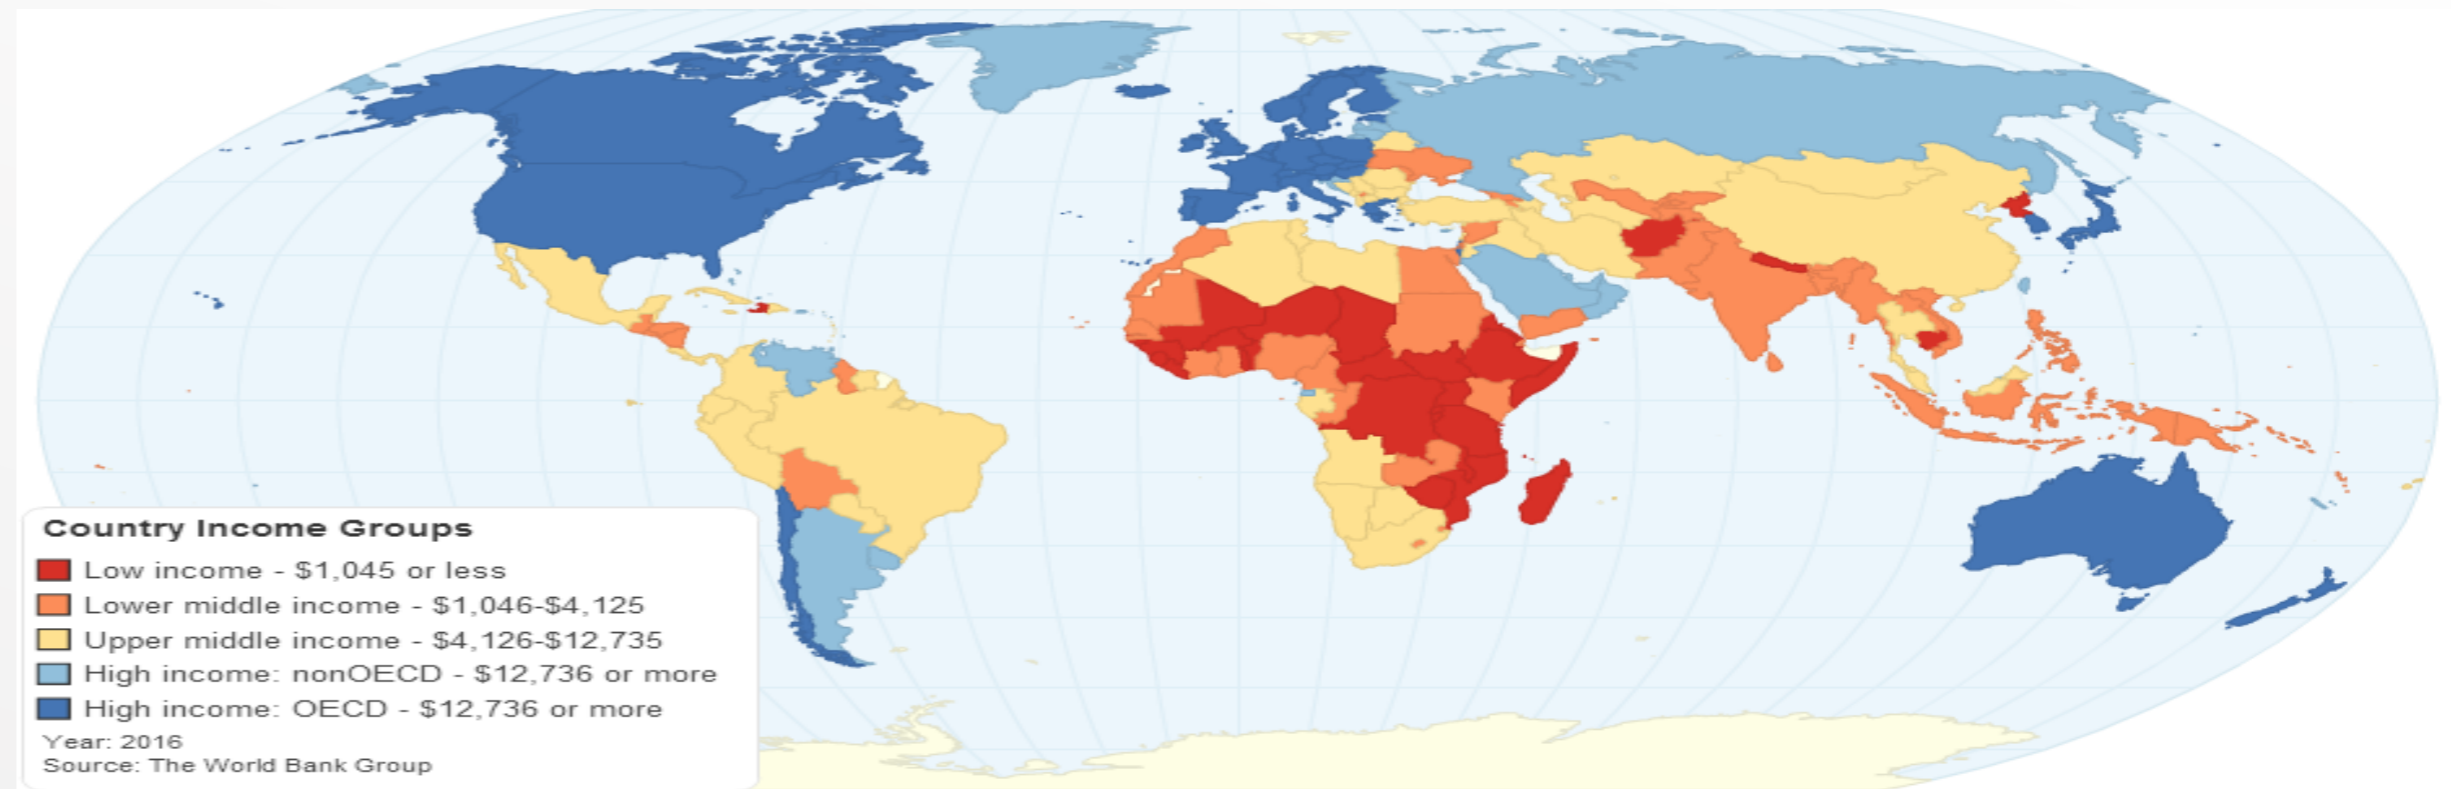 Country Income Groups
Low income - $1,045 or less
Lower middle income - $1,046-$4,125
Upper middle income - $4,126-$12,735
High income: nonOECD - $12,736 or more
High income: OECD - $12,736 or more
Year: 2016
Source: The World Bank Group